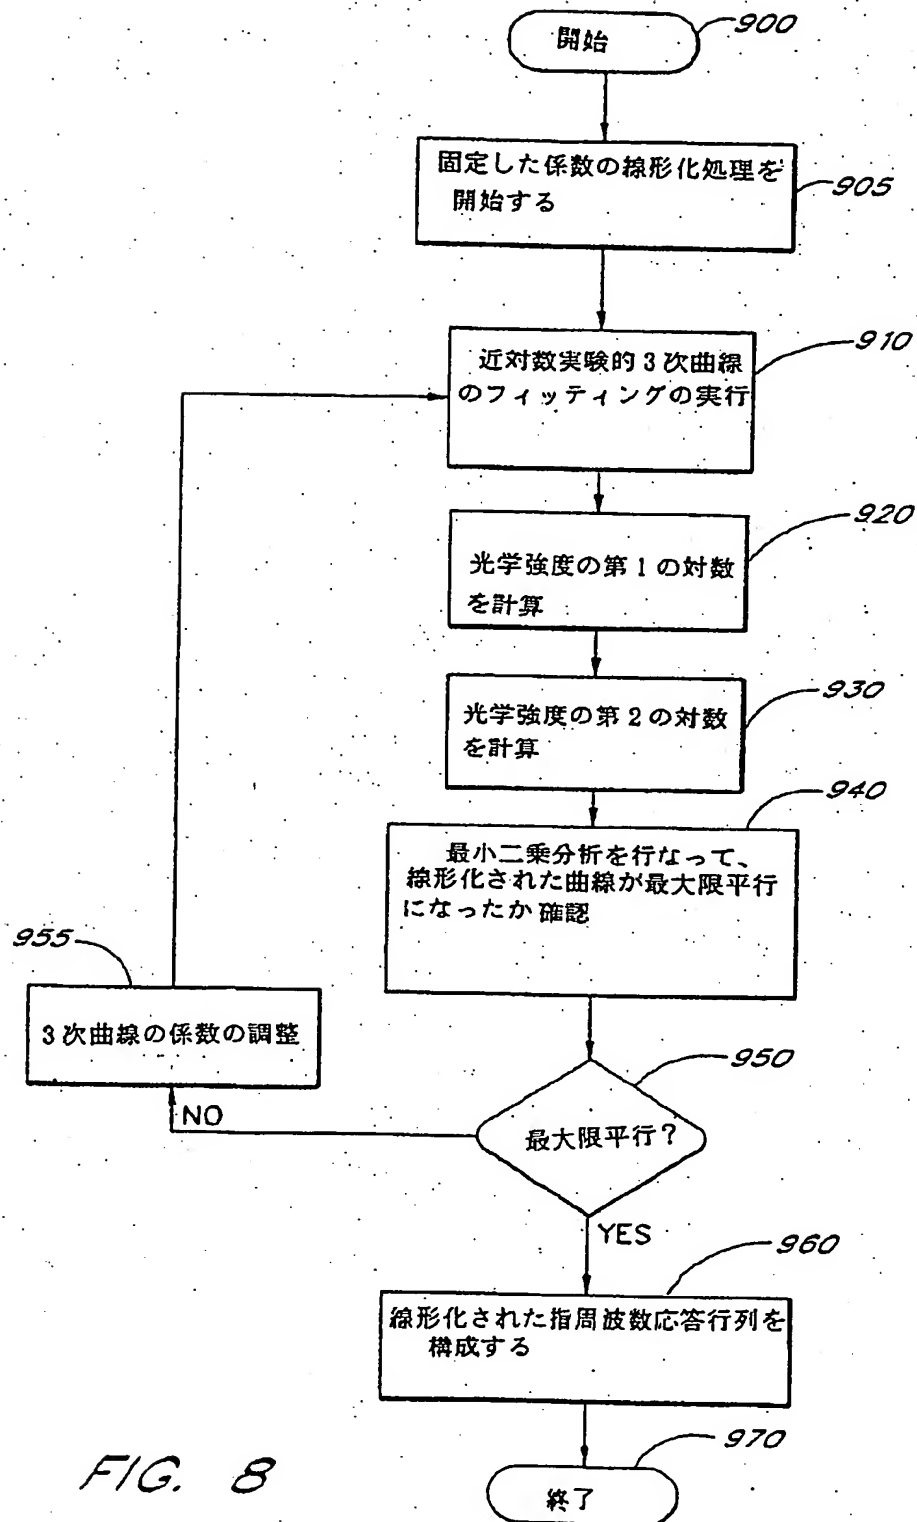 開始
900
固定した係数の線形化処理を
開始する
905
近対数実験的3次曲線
のフィッティングの実行
910
光学強度の第1の対数
を計算
920
光学強度の第2の対数
を計算
930
最小二乗分析を行なって、
線形化された曲線が最大限平行
になったか確認
940
955
3次曲線の係数の調整
NO
最大限平行?
950
YES
線形化された指周波数応答行列を
構成する
960
終了
970
FIG. 8